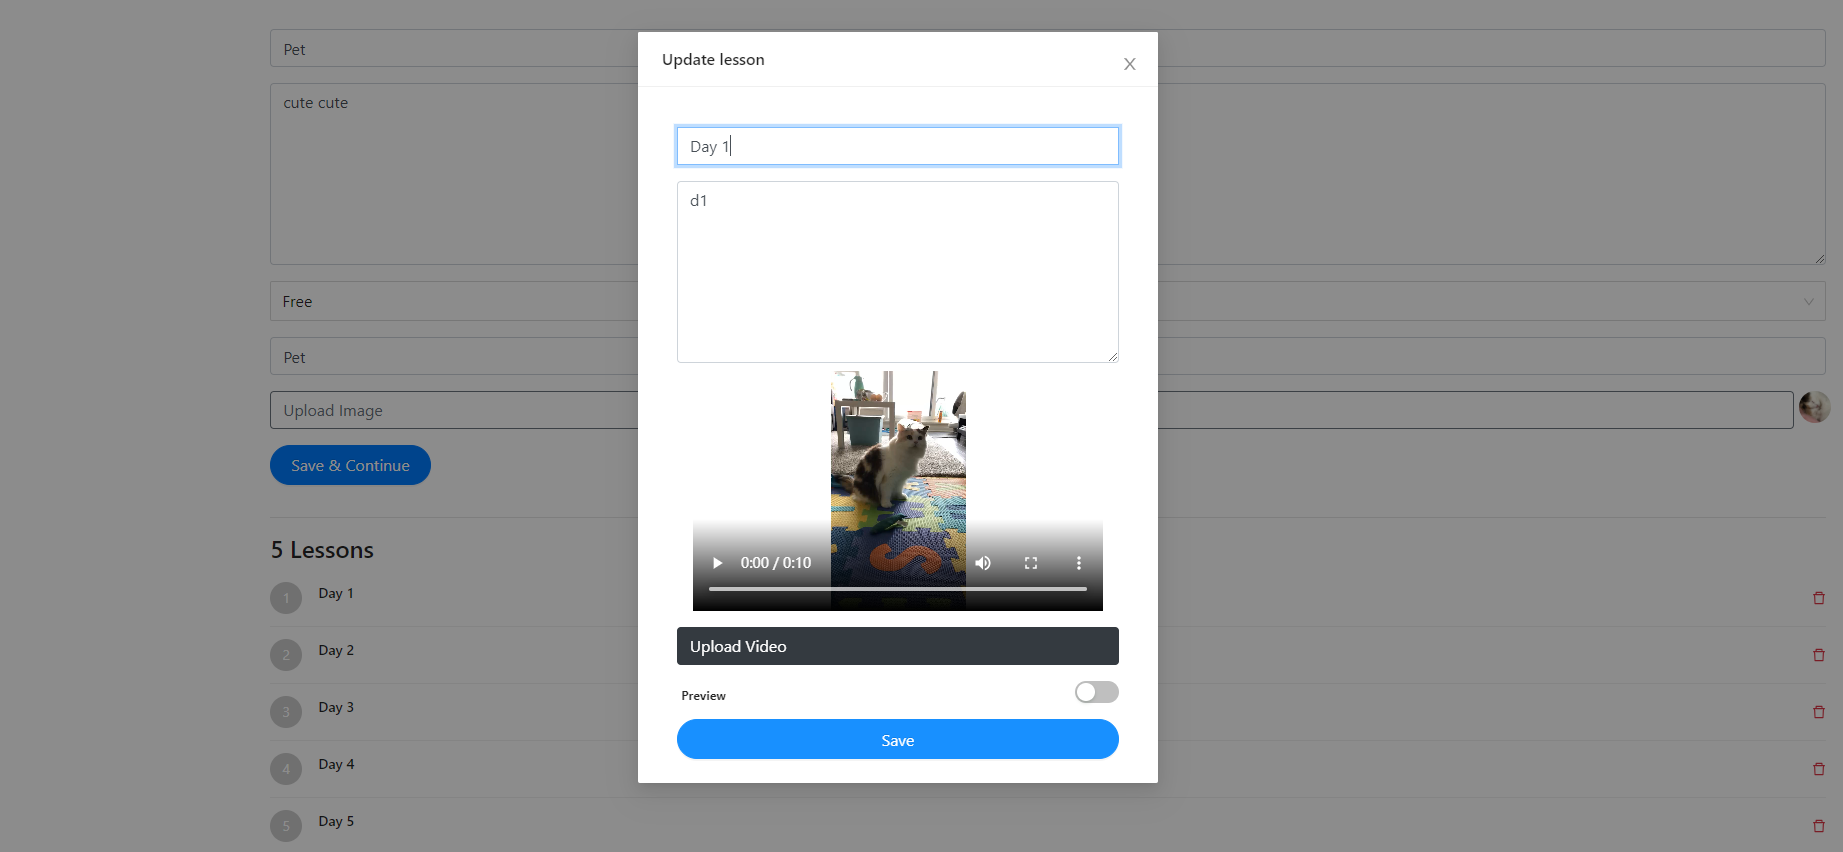 Pet
cute cute
Free
Pet
Upload Image
Save & Continue
5 Lessons
1 Day 1
2 Day 2
3 Day 3
4 Day 4
5 Day 5
Update lesson
Day 1
d1
0:00 / 0:10
Upload Video
Preview
Save